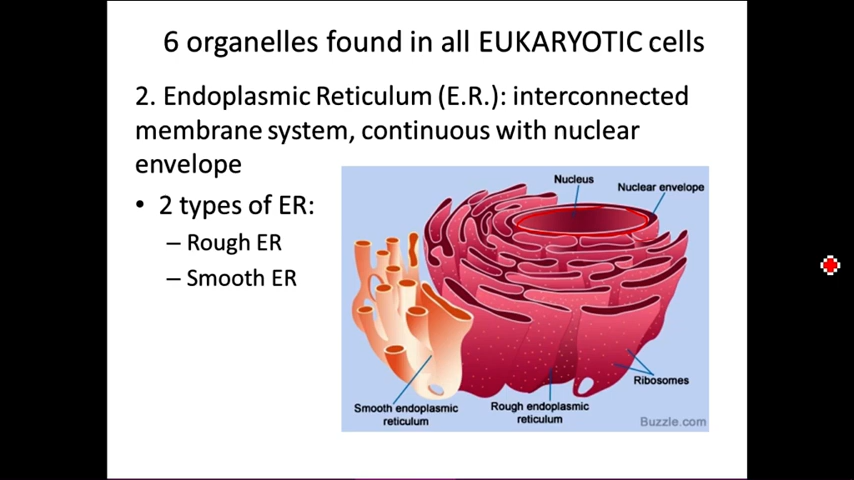 6 organelles found in all EUKARYOTIC cells
2. Endoplasmic Reticulum (E.R.): interconnected
membrane system, continuous with nuclear
envelope
• 2 types of ER:
– Rough ER
– Smooth ER
Nucleus
Nuclear envelope
Ribosomes
Smooth endoplasmic
reticulum
Rough endoplasmic
reticulum
Buzzle.com